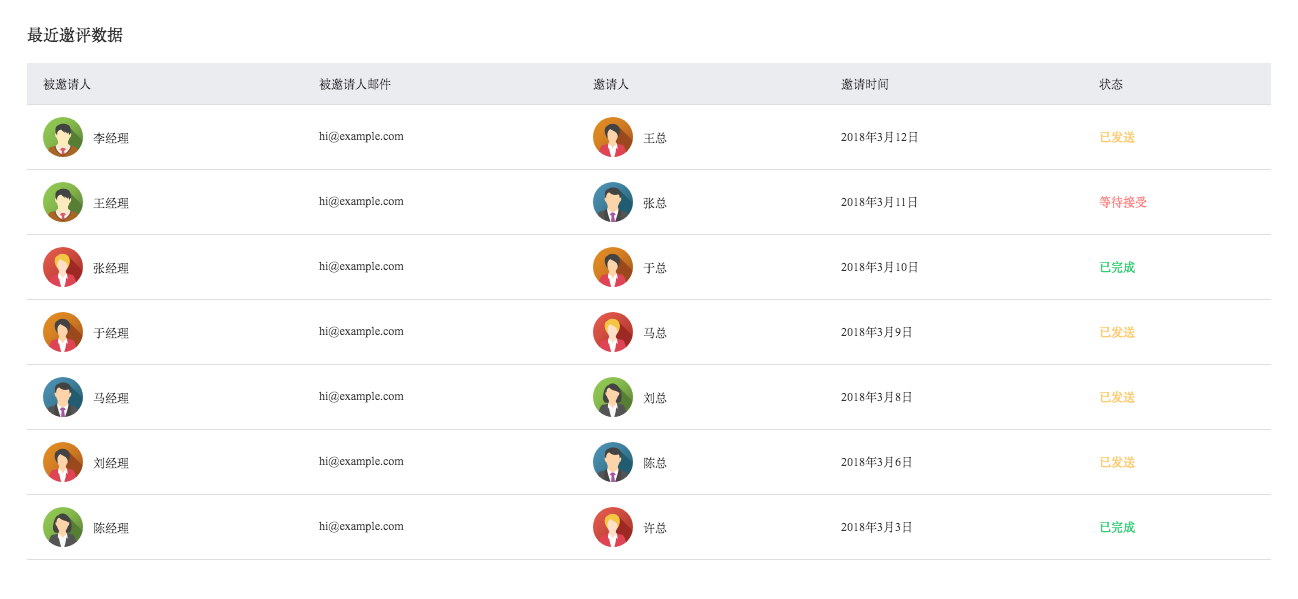 最近邀评数据
被邀请人 被邀请人邮件 邀请人 邀请时间 状态
李经理 hi@example.com 王总 2018年3月12日 已发送
王经理 hi@example.com 张总 2018年3月11日 等待接受
张经理 hi@example.com 于总 2018年3月10日 已完成
于经理 hi@example.com 马总 2018年3月9日 已发送
马经理 hi@example.com 刘总 2018年3月8日 已发送
刘经理 hi@example.com 陈总 2018年3月6日 已发送
陈经理 hi@example.com 许总 2018年3月3日 已完成